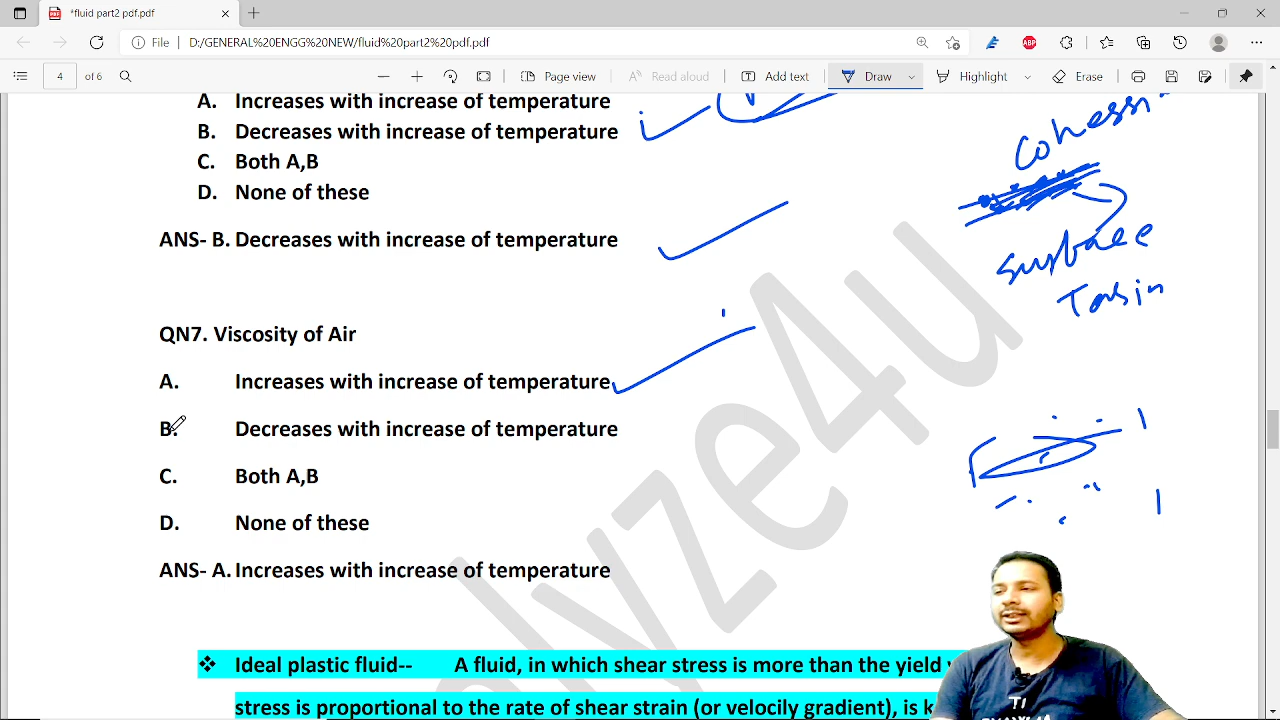 *fluid part2 pdf.pdf
File D:/GENERAL%20ENGG%20NEW/fluid%20part2%20pdf.pdf
4 of 6 Page view Read aloud Add text Draw Highlight Erase
A. Increases with increase of temperature
B. Decreases with increase of temperature
C. Both A,B
D. None of these
ANS- B. Decreases with increase of temperature
Cohessi
Surface
Tensin
QN7. Viscosity of Air
A. Increases with increase of temperature
B. Decreases with increase of temperature
C. Both A,B
D. None of these
ANS- A. Increases with increase of temperature
lyze4u
❖ Ideal plastic fluid-- A fluid, in which shear stress is more than the yield
stress is proportional to the rate of shear strain (or velocily gradient), is